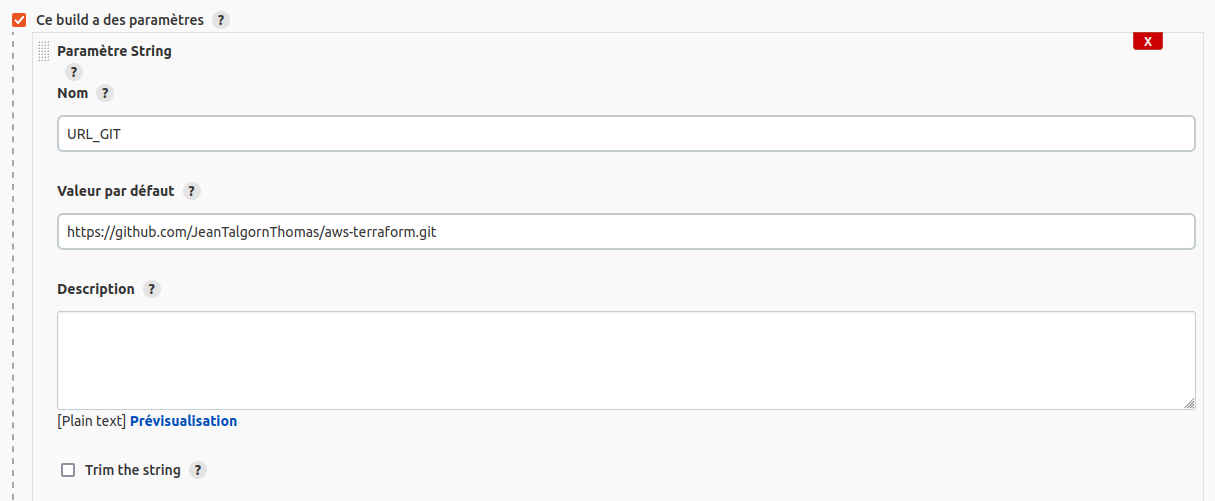 Ce build a des paramètres ?
Paramètre String
X
?
Nom ?
URL_GIT
Valeur par défaut ?
https://github.com/JeanTalgornThomas/aws-terraform.git
Description ?
[Plain text] Prévisualisation
Trim the string ?